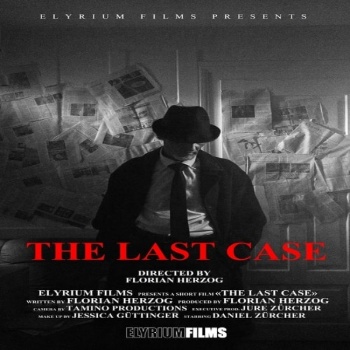 ELYRIUM FILMS PRESENTS
THE LAST CASE
DIRECTED BY
FLORIAN HERZOG
ELYRIUM FILMS PRESENTS A SHORT FILM «THE LAST CASE»
WRITTEN BY FLORIAN HERZOG PRODUCED BY FLORIAN HERZOG
CAMERA BY TAMINO PRODUCTIONS EXECUTIVE PROD. JURE ZÜRCHER
MAKE UP BY JESSICA GÜTTINGER STARRING DANIEL ZÜRCHER
ELYRIUMFILMS